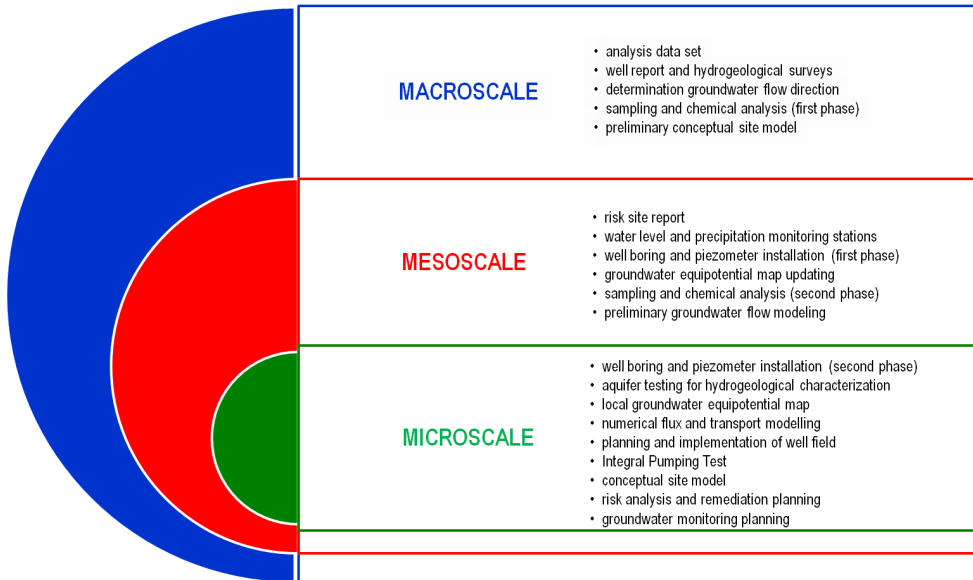 MACROSCALE
• analysis data set
• well report and hydrogeological surveys
• determination groundwater flow direction
• sampling and chemical analysis (first phase)
• preliminary conceptual site model
MESOSCALE
• risk site report
• water level and precipitation monitoring stations
• well boring and piezometer installation (first phase)
• groundwater equipotential map updating
• sampling and chemical analysis (second phase)
• preliminary groundwater flow modeling
MICROSCALE
• well boring and piezometer installation (second phase)
• aquifer testing for hydrogeological characterization
• local groundwater equipotential map
• numerical flux and transport modelling
• planning and implementation of well field
• Integral Pumping Test
• conceptual site model
• risk analysis and remediation planning
• groundwater monitoring planning